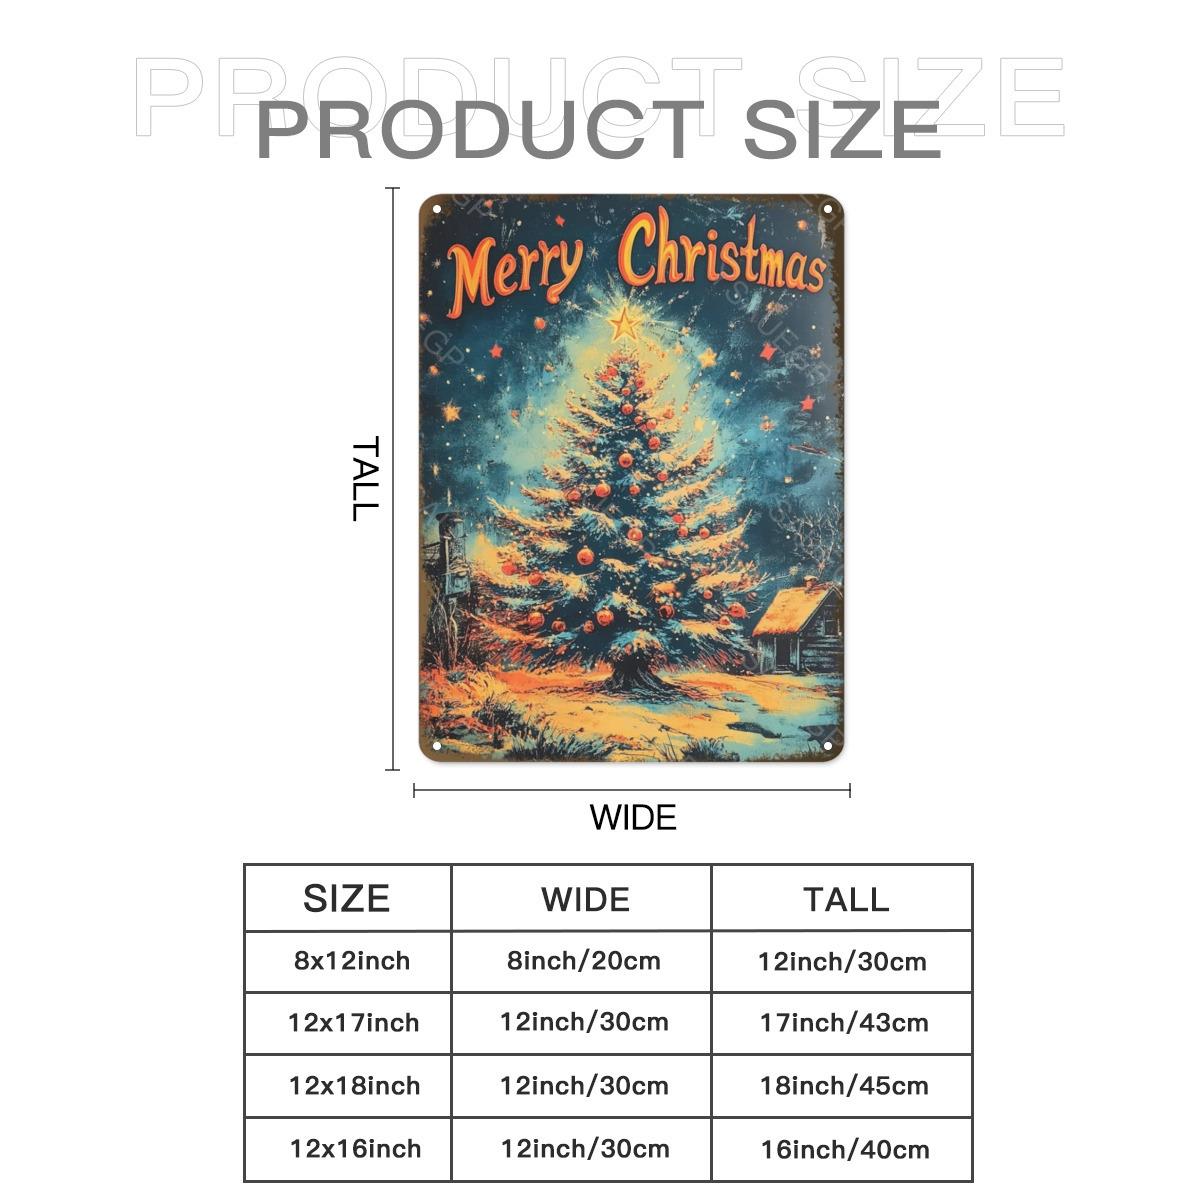 PRODUCT SIZE
PRODUCT SIZE
Merry Christmas
TALL
WIDE
SIZE WIDE TALL
8x12inch 8inch/20cm 12inch/30cm
12x17inch 12inch/30cm 17inch/43cm
12x18inch 12inch/30cm 18inch/45cm
12x16inch 12inch/30cm 16inch/40cm